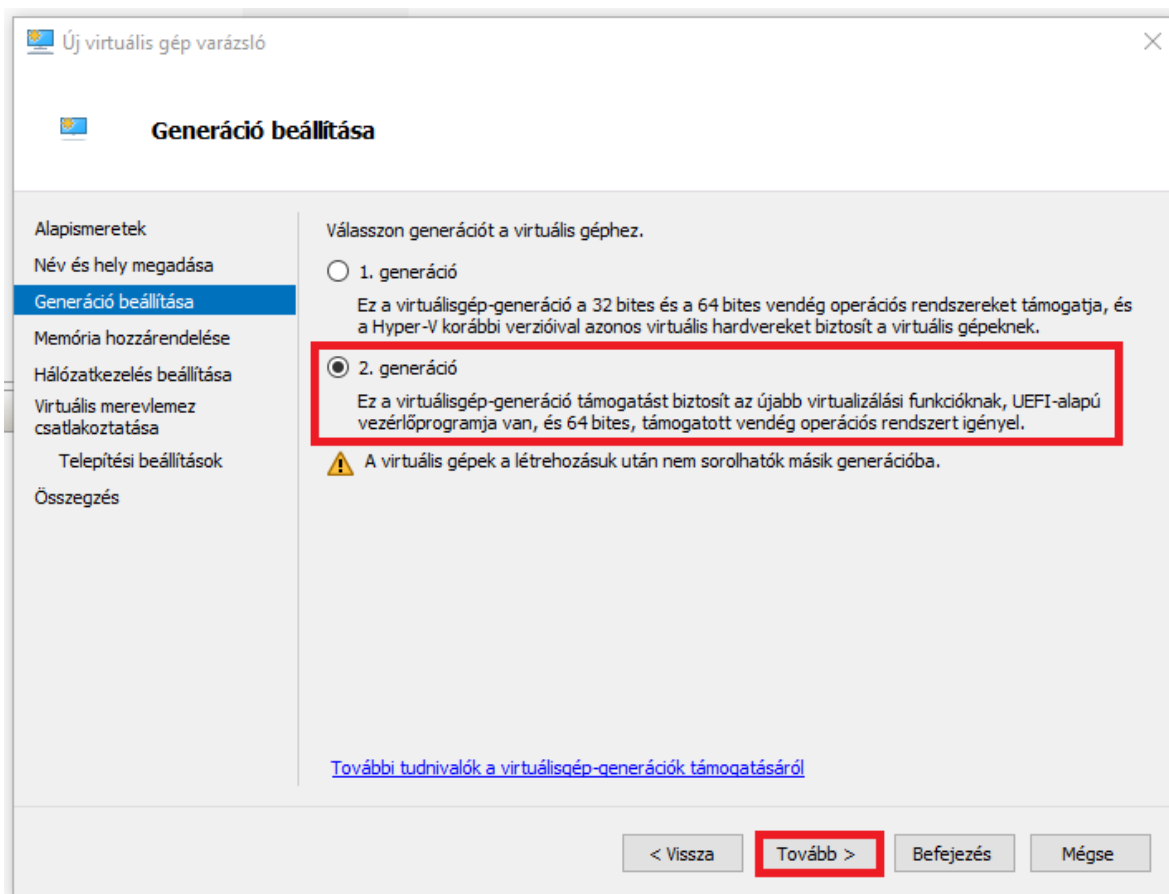 Új virtuális gép varázsló
Generáció beállítása
Alapismeretek
Név és hely megadása
Generáció beállítása
Memória hozzárendelése
Hálózatkezelés beállítása
Virtuális merevlemez
csatlakoztatása
Telepítési beállítások
Összegzés
Válasszon generációt a virtuális géphez.
1. generáció
Ez a virtuálisgép-generáció a 32 bites és a 64 bites vendég operációs rendszereket támogatja, és
a Hyper-V korábbi verzióival azonos virtuális hardvereket biztosít a virtuális gépeknek.
2. generáció
Ez a virtuálisgép-generáció támogatást biztosít az újabb virtualizálási funkcióknak, UEFI-alapú
vezérlőprogramja van, és 64 bites, támogatott vendég operációs rendszert igényel.
A virtuális gépek a létrehozásuk után nem sorolhatók másik generációba.
További tudnivalók a virtuálisgép-generációk támogatásáról
< Vissza
Tovább >
Befejezés
Mégse